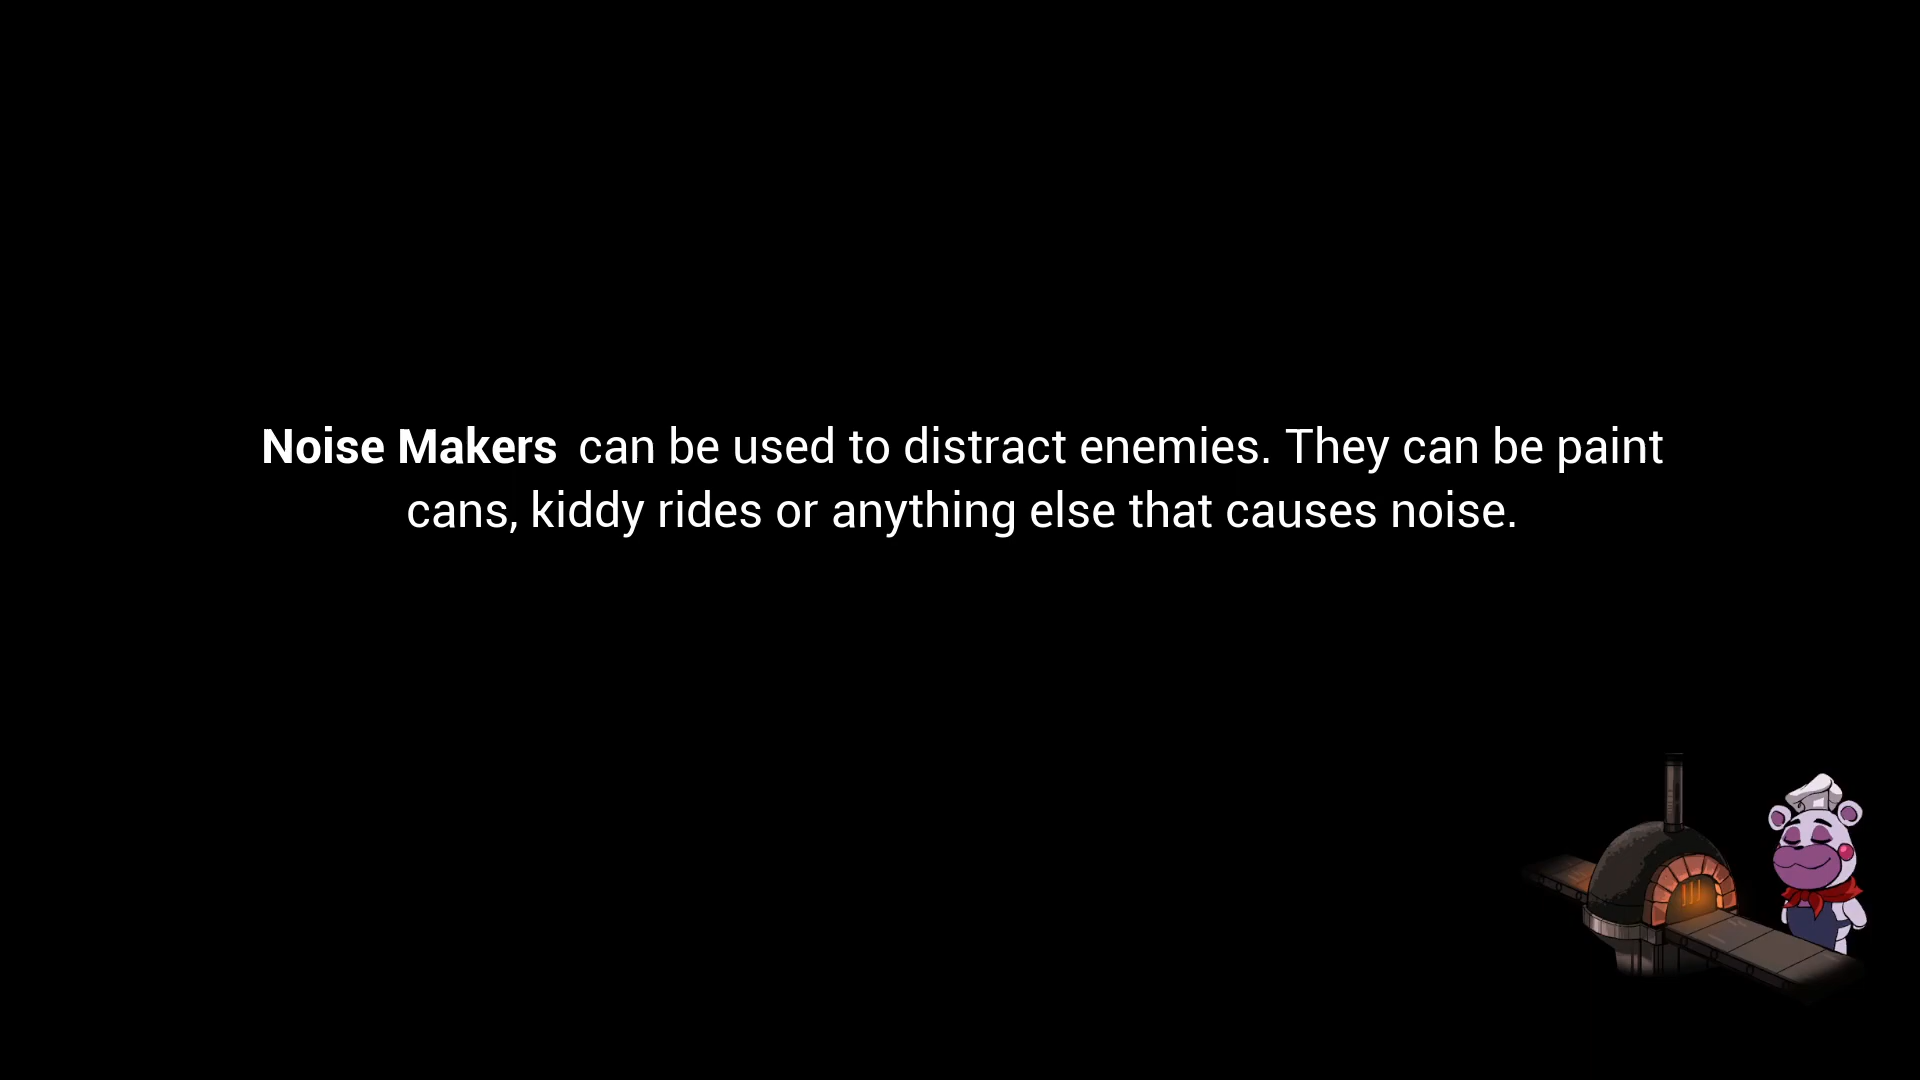 Noise Makers can be used to distract enemies. They can be paint
cans, kiddy rides or anything else that causes noise.